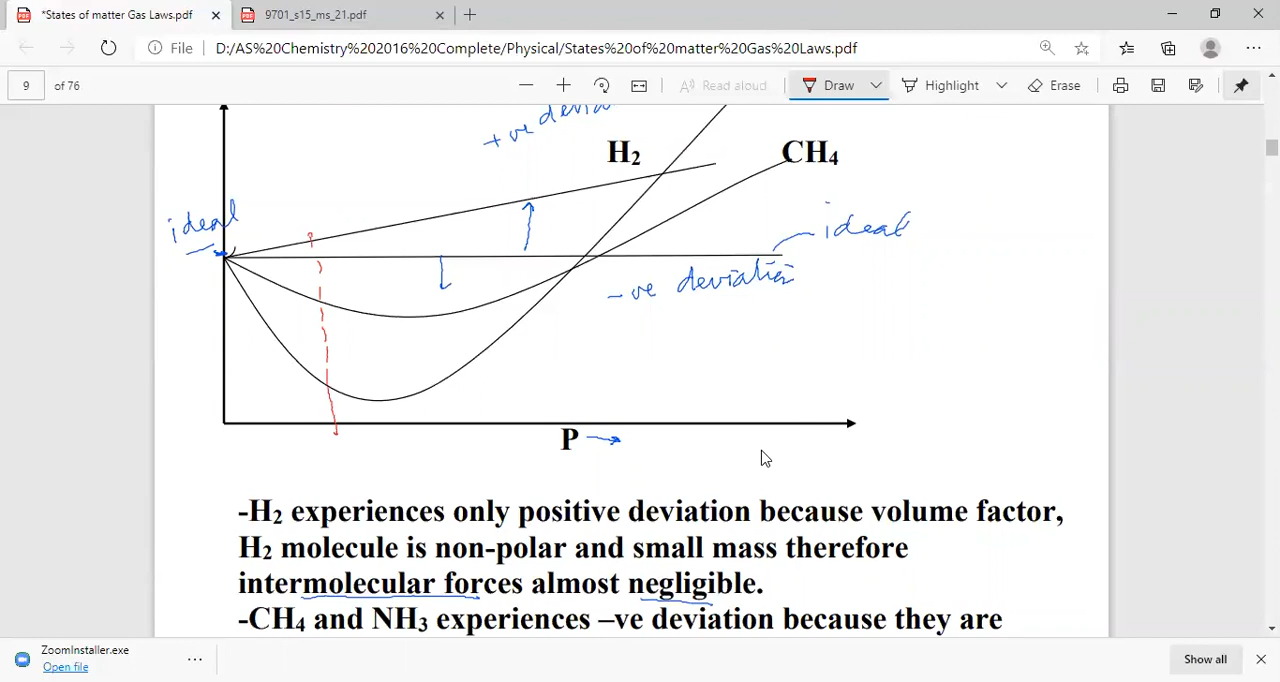 *States of matter Gas Laws.pdf
9701_s15_ms_21.pdf
File
D:/AS%20Chemistry%202016%20Complete/Physical/States%20of%20matter%20Gas%20Laws.pdf
9 of 76
Read aloud
Draw
Highlight
Erase
+ve devia
H₂
CH₄
ideal
ideal
-ve deviation
P →
-H₂ experiences only positive deviation because volume factor,
H₂ molecule is non-polar and small mass therefore
intermolecular forces almost negligible.
-CH₄ and NH₃ experiences –ve deviation because they are
ZoomInstaller.exe
Open file
Show all